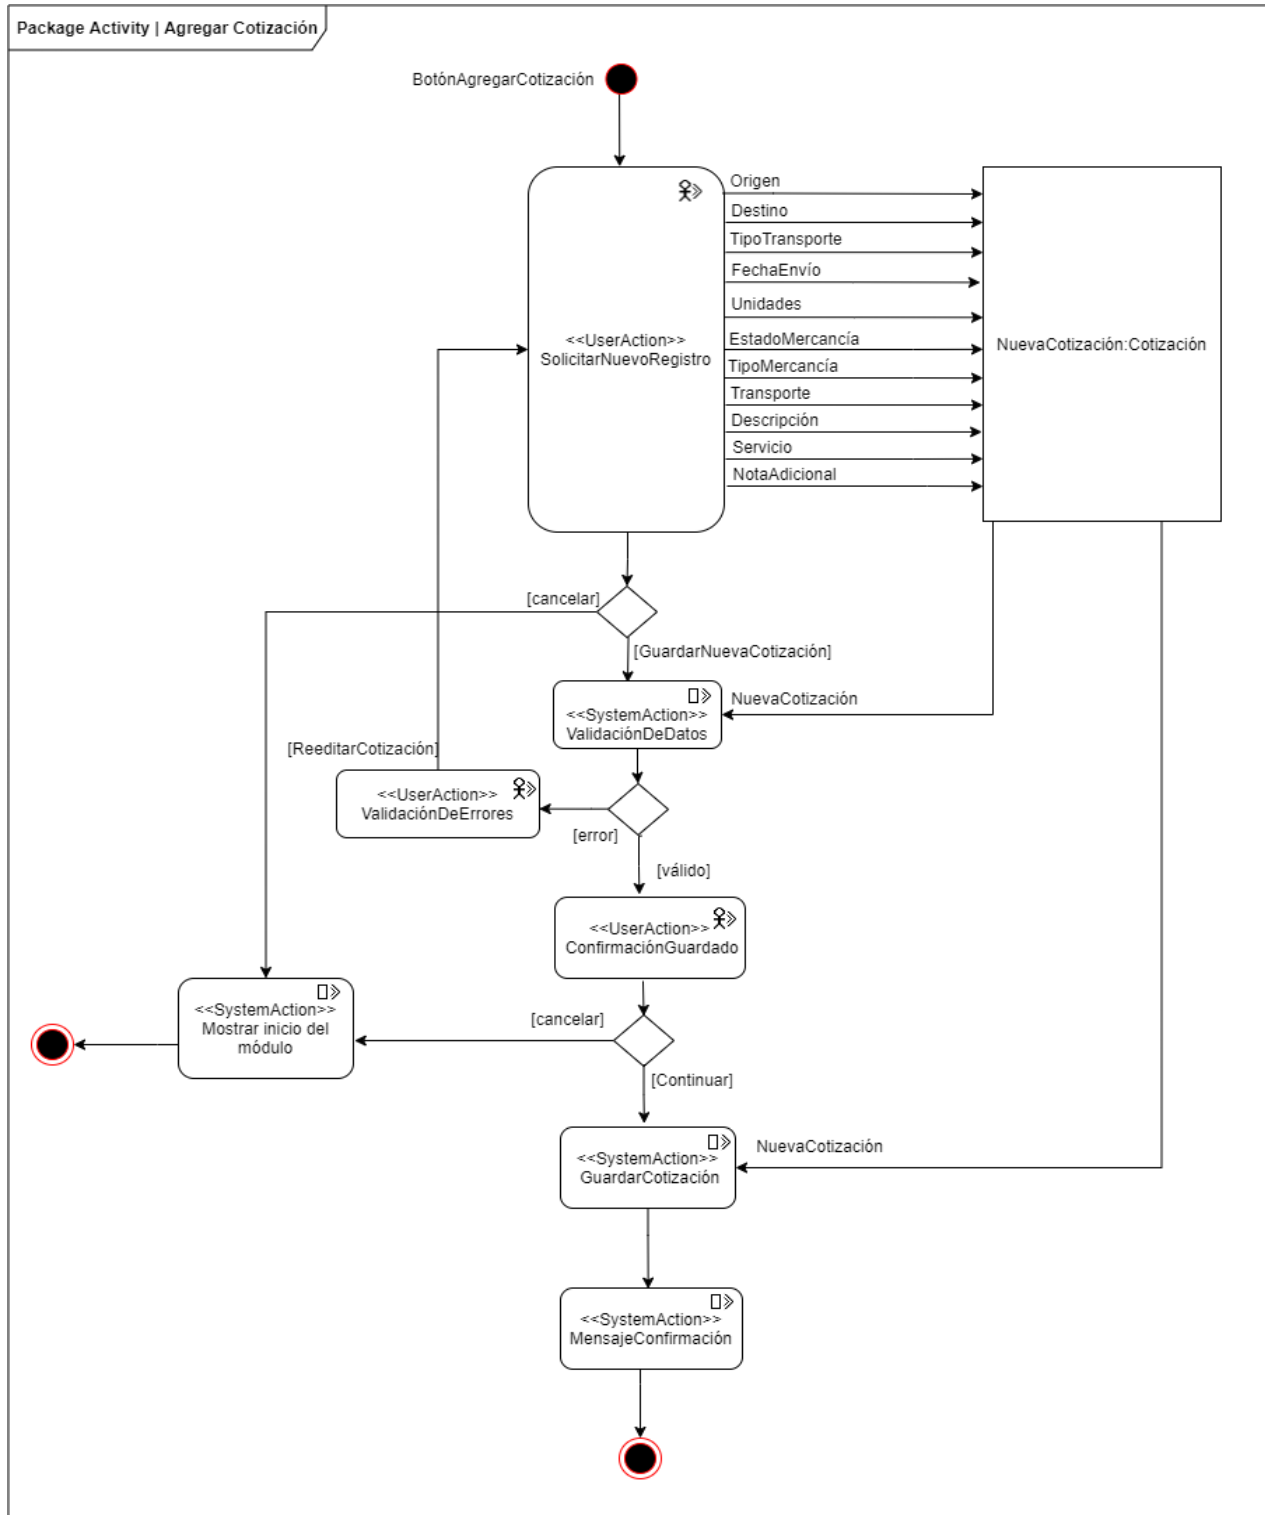 Package Activity | Agregar Cotización
BotónAgregarCotización
Origen
Destino
TipoTransporte
FechaEnvío
Unidades
<<UserAction>>
SolicitarNuevoRegistro
EstadoMercancía
NuevaCotización:Cotización
TipoMercancía
Transporte
Descripción
Servicio
NotaAdicional
[cancelar]
[GuardarNuevaCotización]
<<SystemAction>>
ValidaciónDeDatos
NuevaCotización
[ReeditarCotización]
<<UserAction>>
ValidaciónDeErrores
[error]
[válido]
<<UserAction>>
ConfirmaciónGuardado
<<SystemAction>>
Mostrar inicio del
módulo
[cancelar]
[Continuar]
<<SystemAction>>
GuardarCotización
NuevaCotización
<<SystemAction>>
MensajeConfirmación